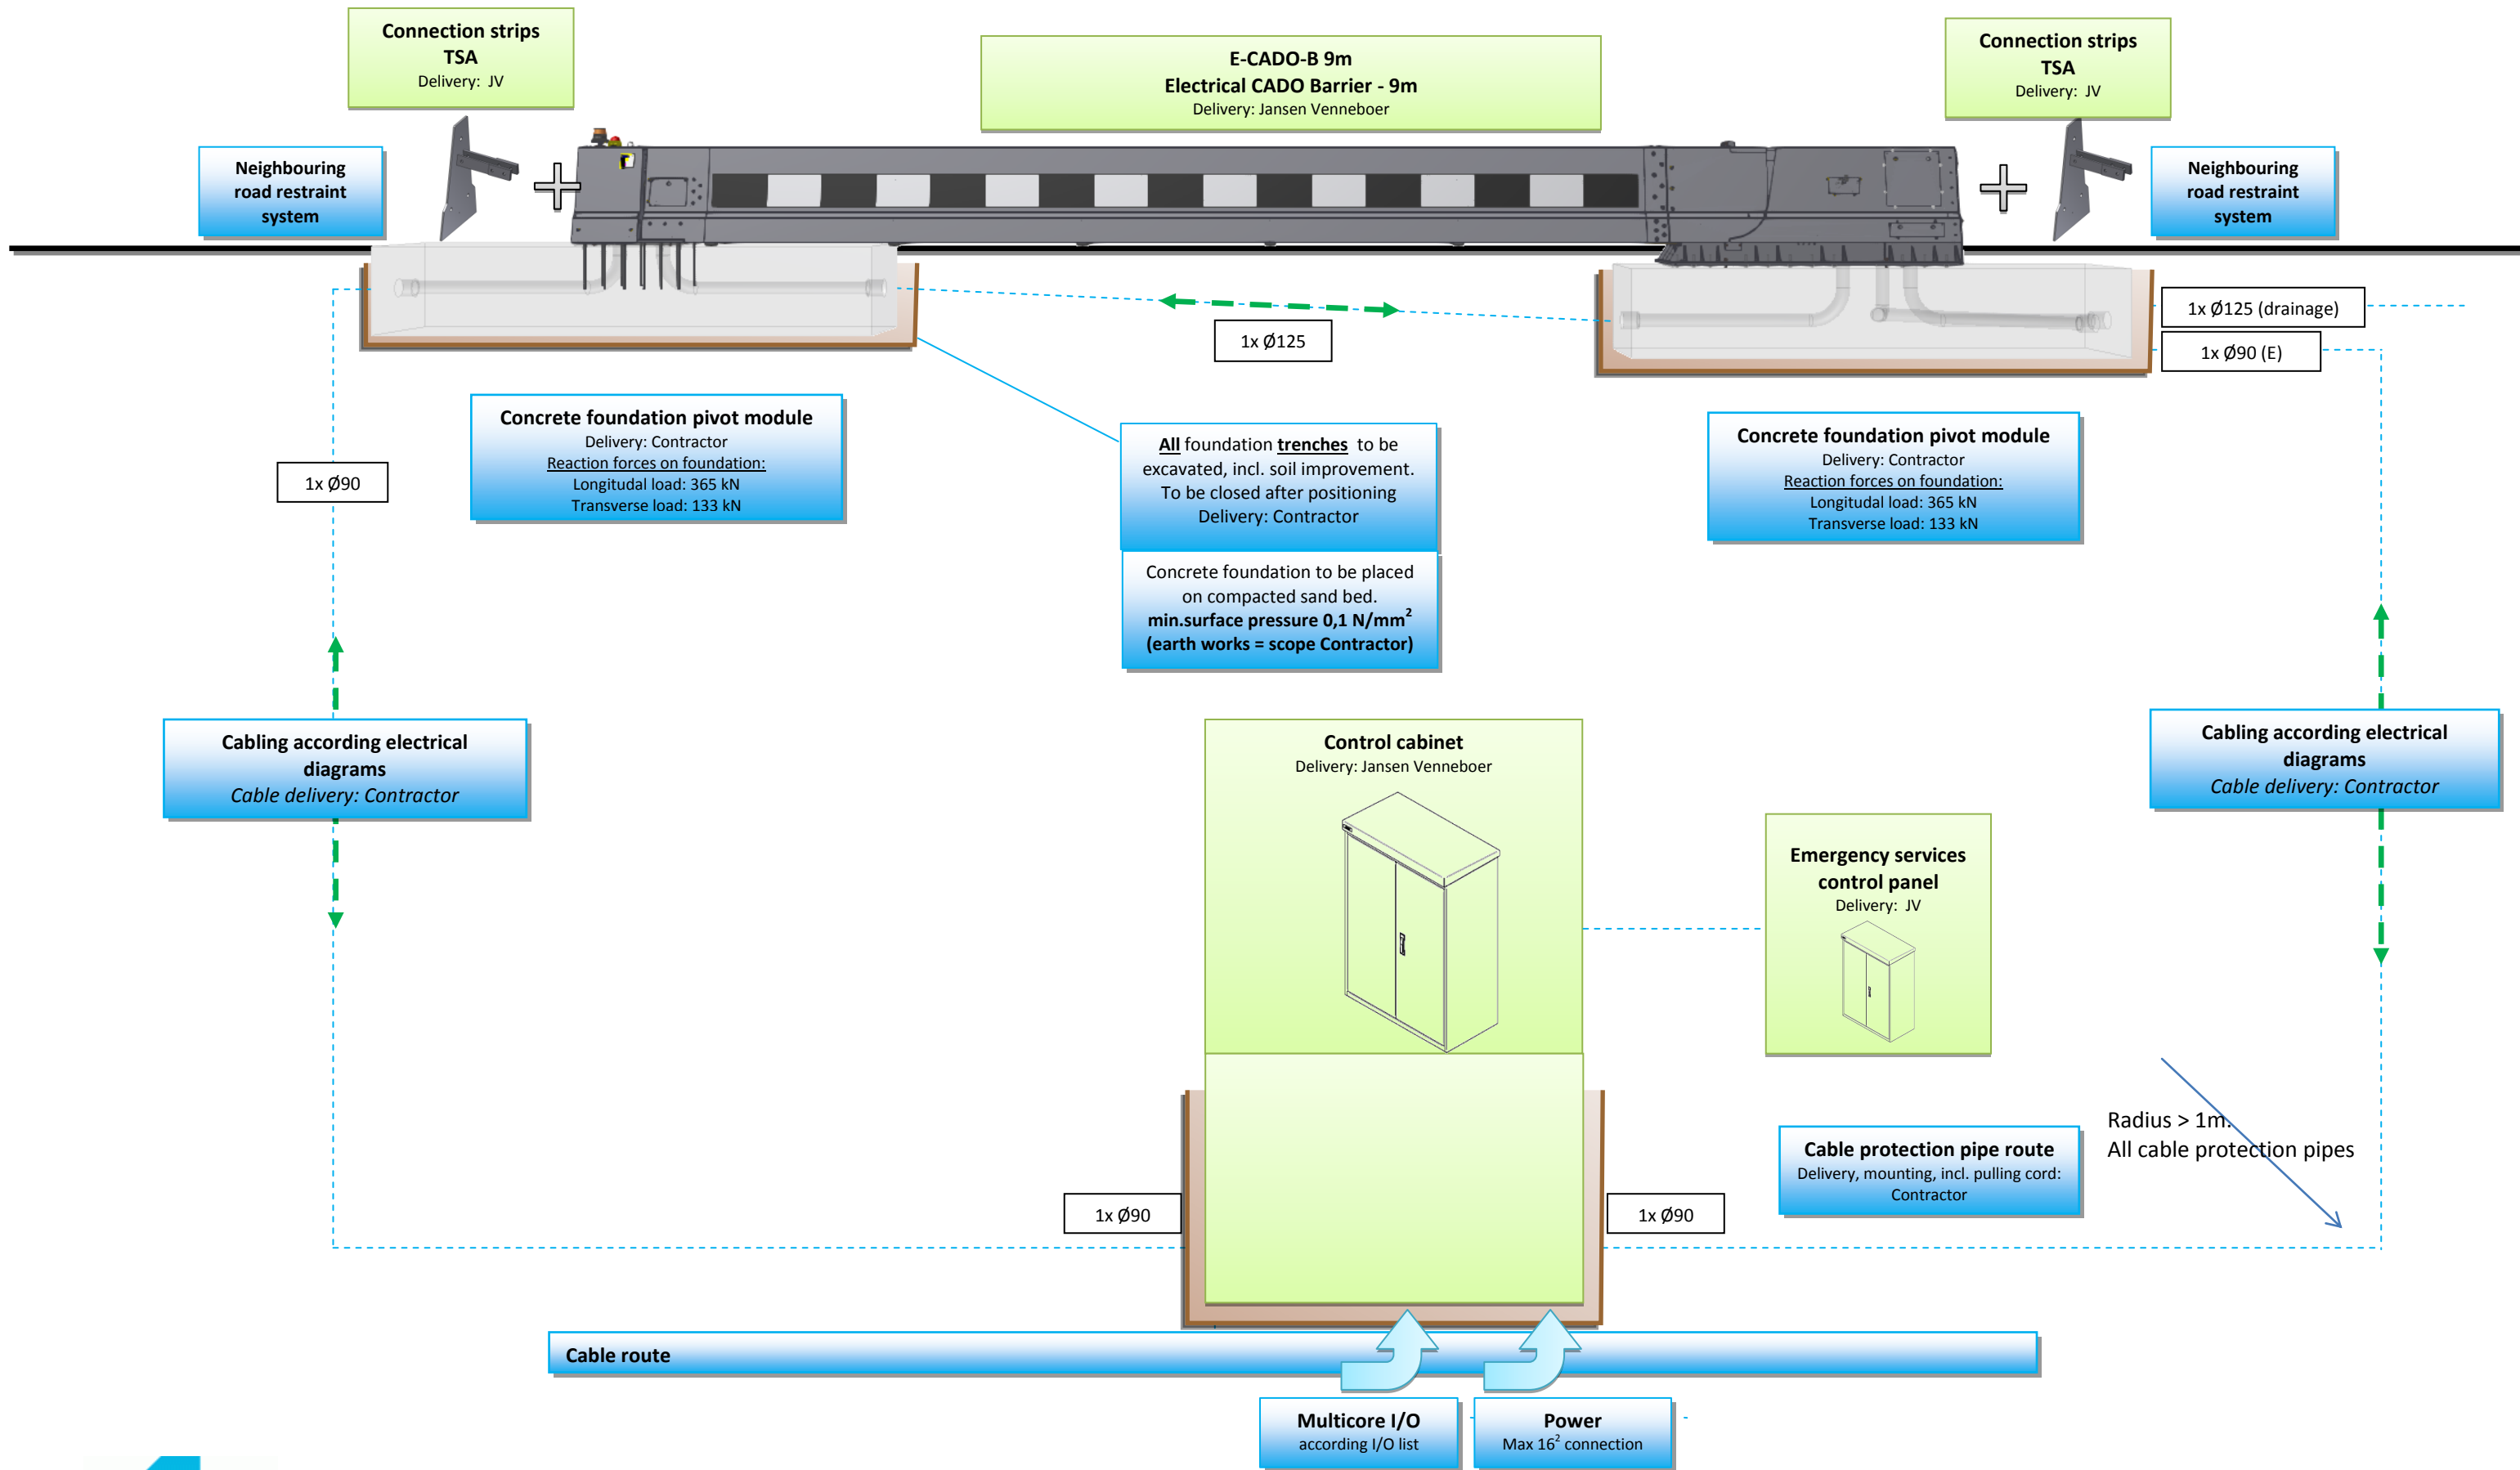 Connection strips
TSA
Delivery: JV
E-CADO-B 9m
Electrical CADO Barrier - 9m
Delivery: Jansen Venneboer
Connection strips
TSA
Delivery: JV
Neighbouring
road restraint
system
Neighbouring
road restraint
system
1x Ø125
1x Ø125 (drainage)
1x Ø90 (E)
Concrete foundation pivot module
Delivery: Contractor
Reaction forces on foundation:
Longitudal load: 365 kN
Transverse load: 133 kN
1x Ø90
All foundation trenches to be
excavated, incl. soil improvement.
To be closed after positioning
Delivery: Contractor
Concrete foundation to be placed
on compacted sand bed.
min.surface pressure 0,1 N/mm²
(earth works = scope Contractor)
Concrete foundation pivot module
Delivery: Contractor
Reaction forces on foundation:
Longitudal load: 365 kN
Transverse load: 133 kN
Cabling according electrical
diagrams
Cable delivery: Contractor
Control cabinet
Delivery: Jansen Venneboer
Cabling according electrical
diagrams
Cable delivery: Contractor
Emergency services
control panel
Delivery: JV
Radius > 1m.
All cable protection pipes
Cable protection pipe route
Delivery, mounting, incl. pulling cord:
Contractor
1x Ø90
1x Ø90
Cable route
Multicore I/O
according I/O list
Power
Max 16² connection